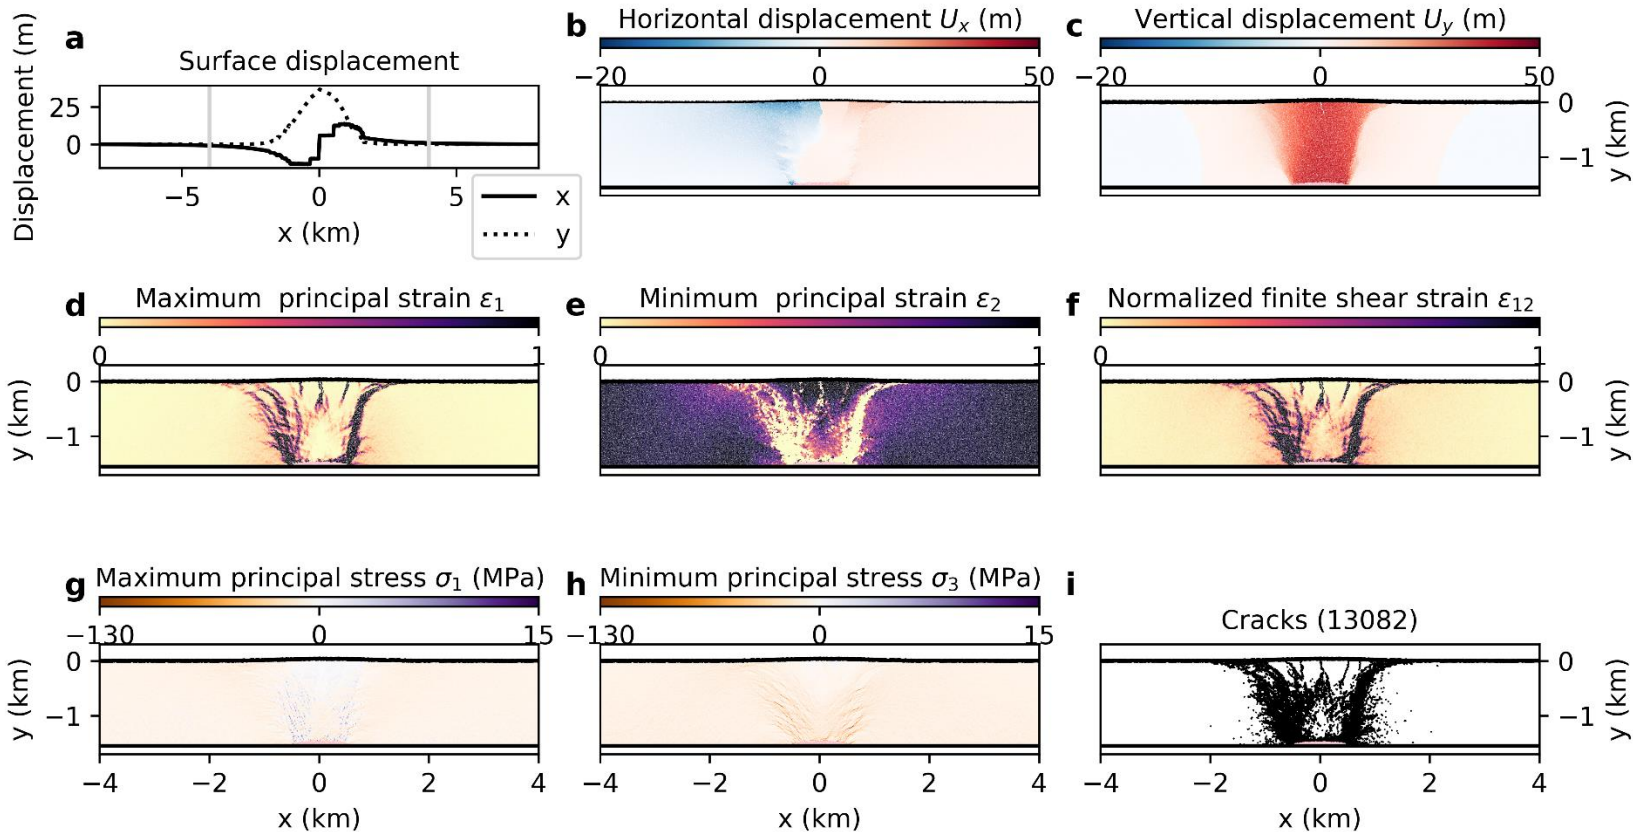 a
Surface displacement
Displacement (m)
25
0
−5
0
5
x (km)
x
y
b
Horizontal displacement Uₓ (m)
−20
0
50
c
Vertical displacement U_y (m)
−20
0
50
0
−1
y (km)
d
Maximum principal strain ε₁
0
1
y (km)
0
−1
e
Minimum principal strain ε₂
0
1
f
Normalized finite shear strain ε₁₂
0
1
0
−1
y (km)
g
Maximum principal stress σ₁ (MPa)
−130
0
15
y (km)
0
−1
−4
−2
0
2
4
x (km)
h
Minimum principal stress σ₃ (MPa)
−130
0
15
−4
−2
0
2
4
x (km)
i
Cracks (13082)
0
−1
y (km)
−4
−2
0
2
4
x (km)